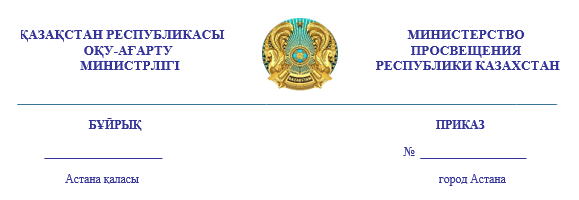 ҚАЗАҚСТАН РЕСПУБЛИКАСЫ
ОҚУ-АҒАРТУ
МИНИСТРЛІГІ
МИНИСТЕРСТВО
ПРОСВЕЩЕНИЯ
РЕСПУБЛИКИ КАЗАХСТАН
БҰЙРЫҚ
ПРИКАЗ
№
Астана қаласы
город Астана